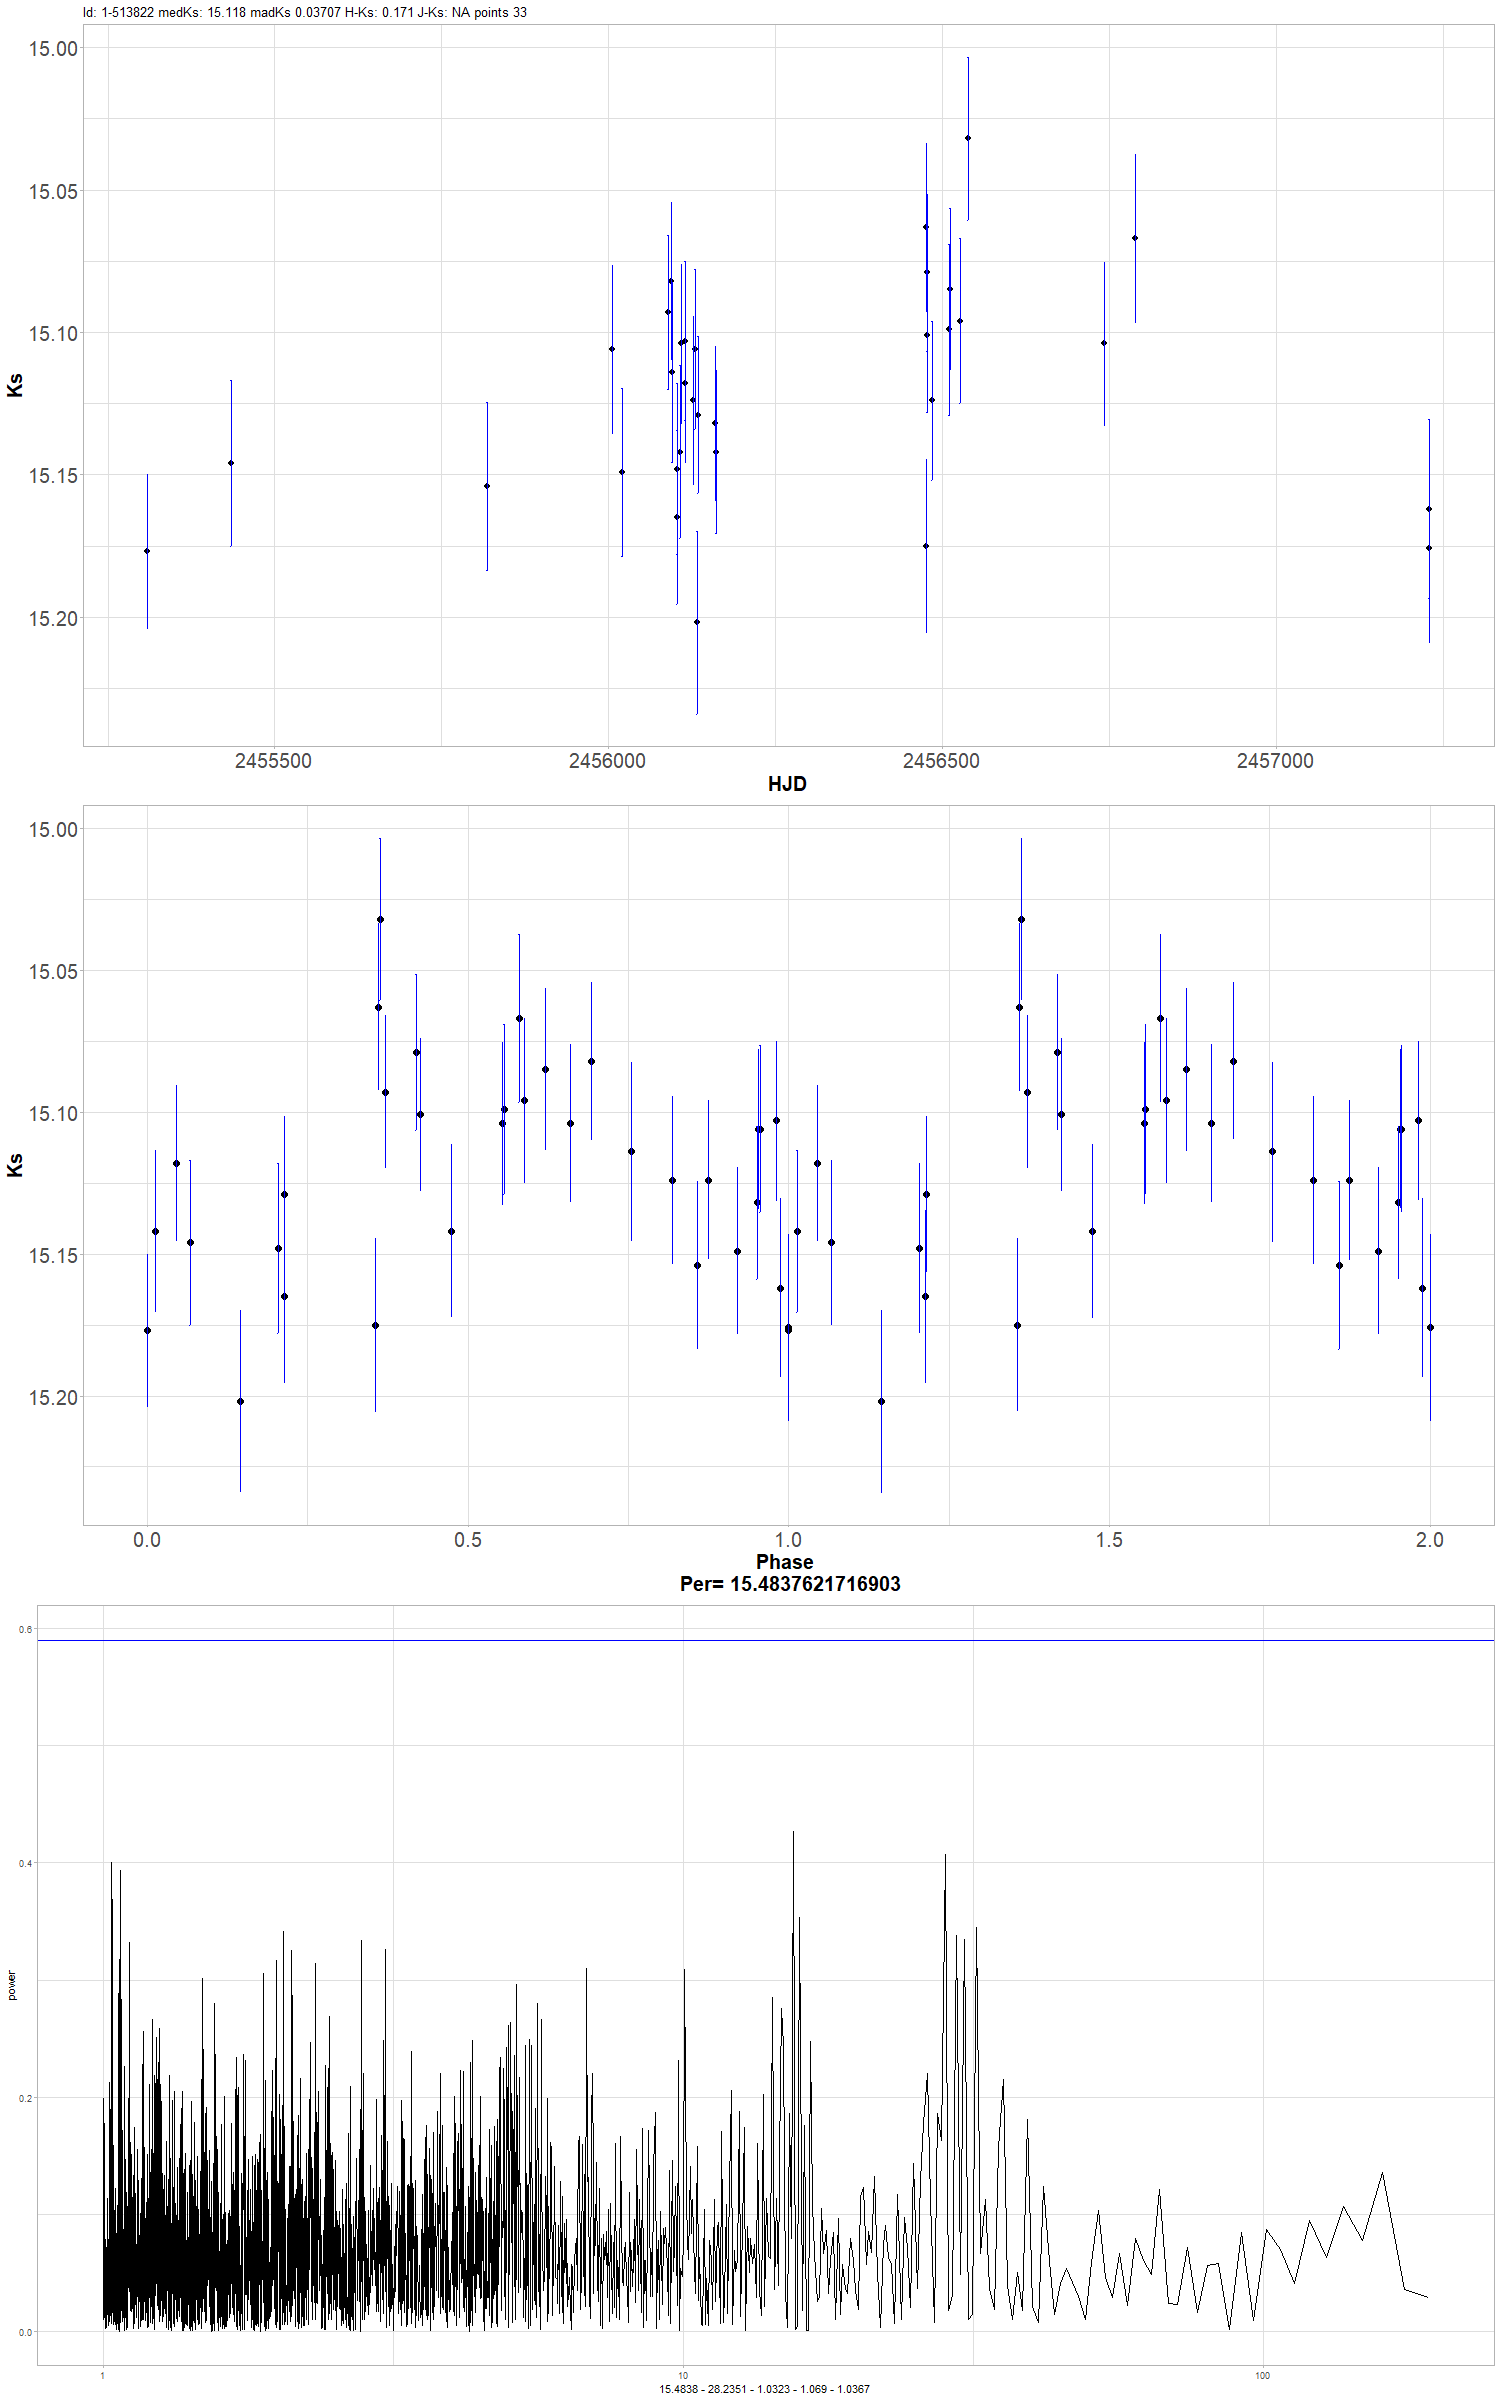 Id: 1-513822 medKs: 15.118 madKs 0.03707 H-Ks: 0.171 J-Ks: NA points 33
15.00
15.05
15.10
15.15
15.20
Ks
2455500 2456000 2456500 2457000
HJD
15.00
15.05
15.10
15.15
15.20
Ks
0.0 0.5 1.0 1.5 2.0
Phase
Per= 15.4837621716903
0.6
0.4
0.2
0.0
power
1 10 100
15.4838 - 28.2351 - 1.0323 - 1.069 - 1.0367